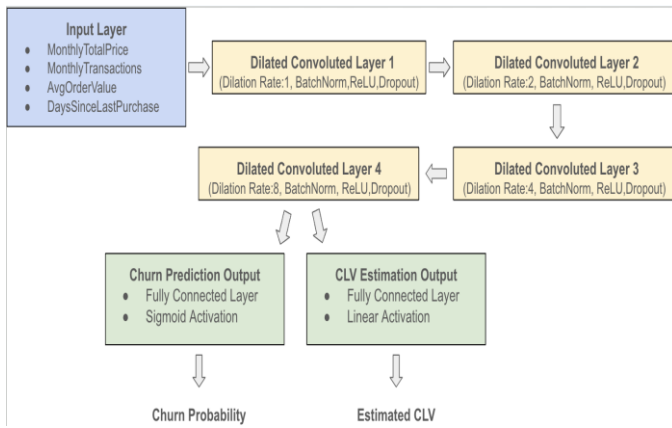 Input Layer
● MonthlyTotalPrice
● MonthlyTransactions
● AvgOrderValue
● DaysSinceLastPurchase
Dilated Convoluted Layer 1
(Dilation Rate:1, BatchNorm,ReLU,Dropout)
Dilated Convoluted Layer 2
(Dilation Rate:2, BatchNorm, ReLU,Dropout)
Dilated Convoluted Layer 3
(Dilation Rate:4, BatchNorm, ReLU,Dropout)
Dilated Convoluted Layer 4
(Dilation Rate:8, BatchNorm, ReLU,Dropout)
Churn Prediction Output
● Fully Connected Layer
● Sigmoid Activation
CLV Estimation Output
● Fully Connected Layer
● Linear Activation
Churn Probability
Estimated CLV